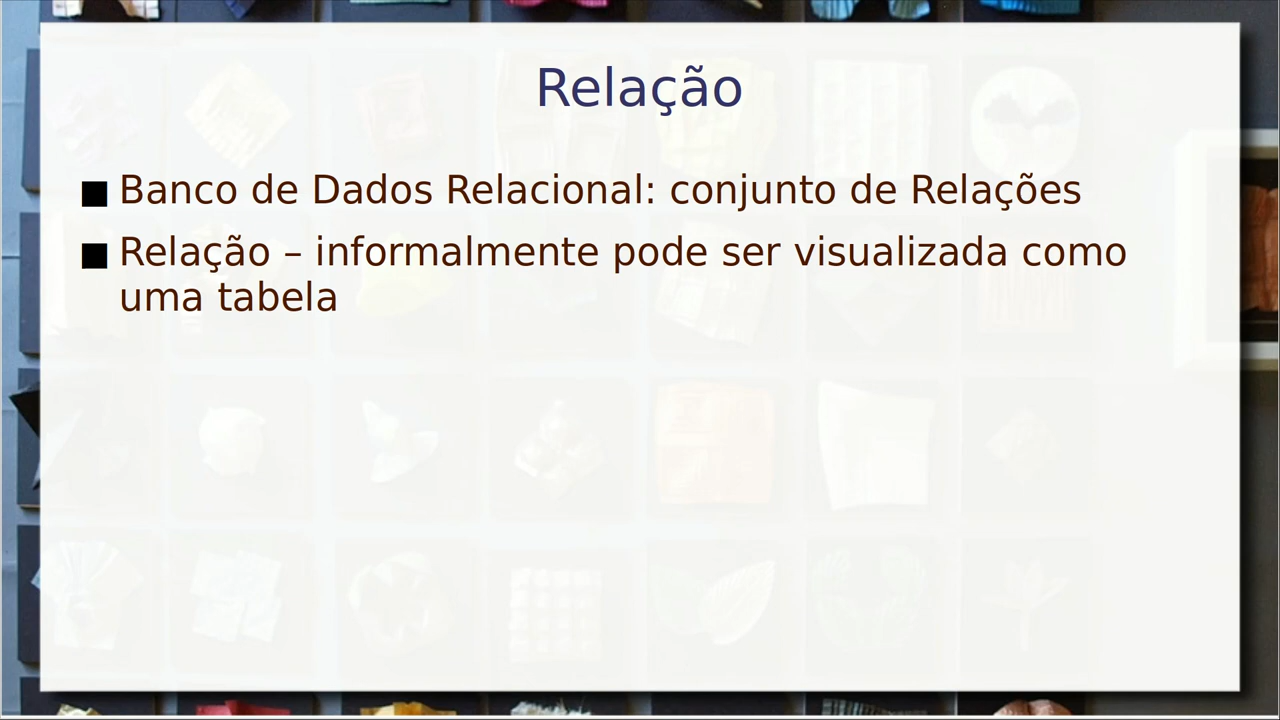 Relação
■ Banco de Dados Relacional: conjunto de Relações
■ Relação – informalmente pode ser visualizada como
uma tabela